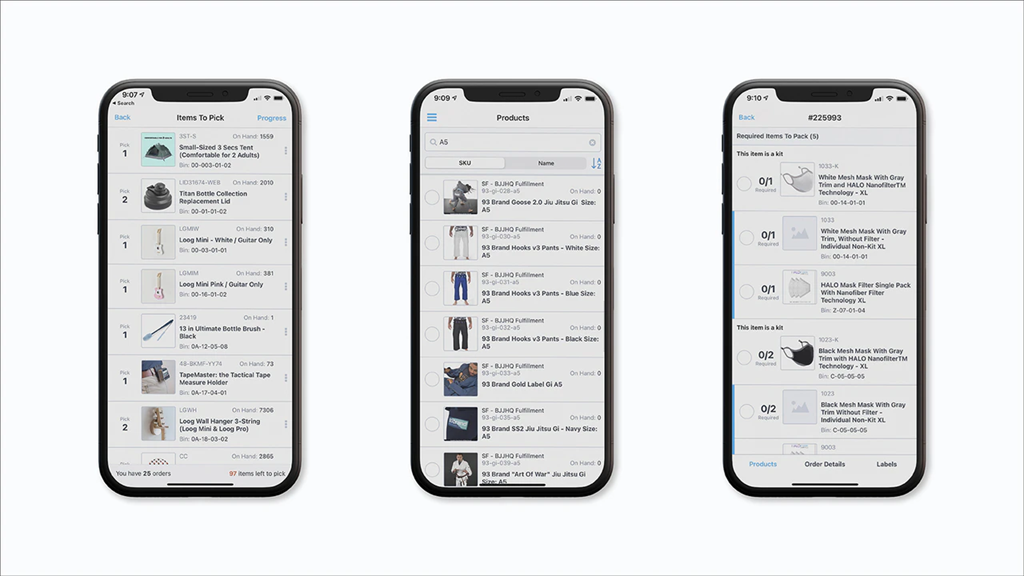 9:07
Search
Back
Items To Pick
Progress
Pick
1
3ST-5
On Hand: 1559
Small-Sized 3 Secs Tent
(Comfortable for 2 Adults)
Bin: 00-003-01-02
Pick
2
LID31674-WEB
On Hand: 2010
Titan Bottle Collection
Replacement Lid
Bin: 00-01-01-02
Pick
1
LGMIW
On Hand: 310
Loog Mini - White / Guitar Only
Bin: 00-03-01-01
Pick
1
LGMIM
On Hand: 381
Loog Mini Pink / Guitar Only
Bin: 00-16-01-02
Pick
1
23419
On Hand: 1
13 in Ultimate Bottle Brush -
Black
Bin: 0A-12-05-08
Pick
1
48-BKMF-YY74
On Hand: 73
TapeMaster: the Tactical Tape
Measure Holder
Bin: 0A-17-04-01
Pick
2
LGWH
On Hand: 7306
Loog Wall Hanger 3-String
(Loog Mini & Loog Pro)
Bin: 0A-18-03-02
CC
On Hand: 2865
You have 25 orders
97 items left to pick
9:09
Products
A5
SKU
Name
A
Z
SF - BJJHQ Fulfillment
93-gi-028-a5
On Hand: 0
93 Brand Goose 2.0 Jiu Jitsu Gi Size:
A5
SF - BJJHQ Fulfillment
93-gi-030-a5
On Hand: 0
93 Brand Hooks v3 Pants - White Size:
A5
SF - BJJHQ Fulfillment
93-gi-031-a5
On Hand: 0
93 Brand Hooks v3 Pants - Blue Size:
A5
SF - BJJHQ Fulfillment
93-gi-032-a5
On Hand: 0
93 Brand Hooks v3 Pants - Black Size:
A5
SF - BJJHQ Fulfillment
93-gi-033-a5
On Hand: 0
93 Brand Gold Label Gi A5
SF - BJJHQ Fulfillment
93-gi-035-a5
On Hand: 0
93 Brand SS2 Jiu Jitsu Gi - Navy Size:
A5
SF - BJJHQ Fulfillment
93-gi-039-a5
On Hand: 0
93 Brand "Art Of War" Jiu Jitsu Gi
Size: A5
9:10
Back
#225993
Required Items To Pack (5)
This item is a kit
0/1
Required
1033-K
White Mesh Mask With Gray
Trim and HALO NanofilterTM
Technology - XL
Bin: 00-14-01-01
0/1
Required
1033
White Mesh Mask With Gray
Trim, Without Filter -
Individual Non-Kit XL
Bin: 00-14-01-01
0/1
Required
9003
HALO Mask Filter Single Pack
With Nanofiber Filter
Technology XL
Bin: Z-07-01-04
This item is a kit
0/2
Required
1023-K
Black Mesh Mask With Gray
Trim with HALO NanofilterTM
Technology - XL
Bin: C-05-05-05
0/2
Required
1023
Black Mesh Mask With Gray
Trim Without Filter -
Individual Non-Kit XL
Bin: C-05-05-05
9003
Products
Order Details
Labels